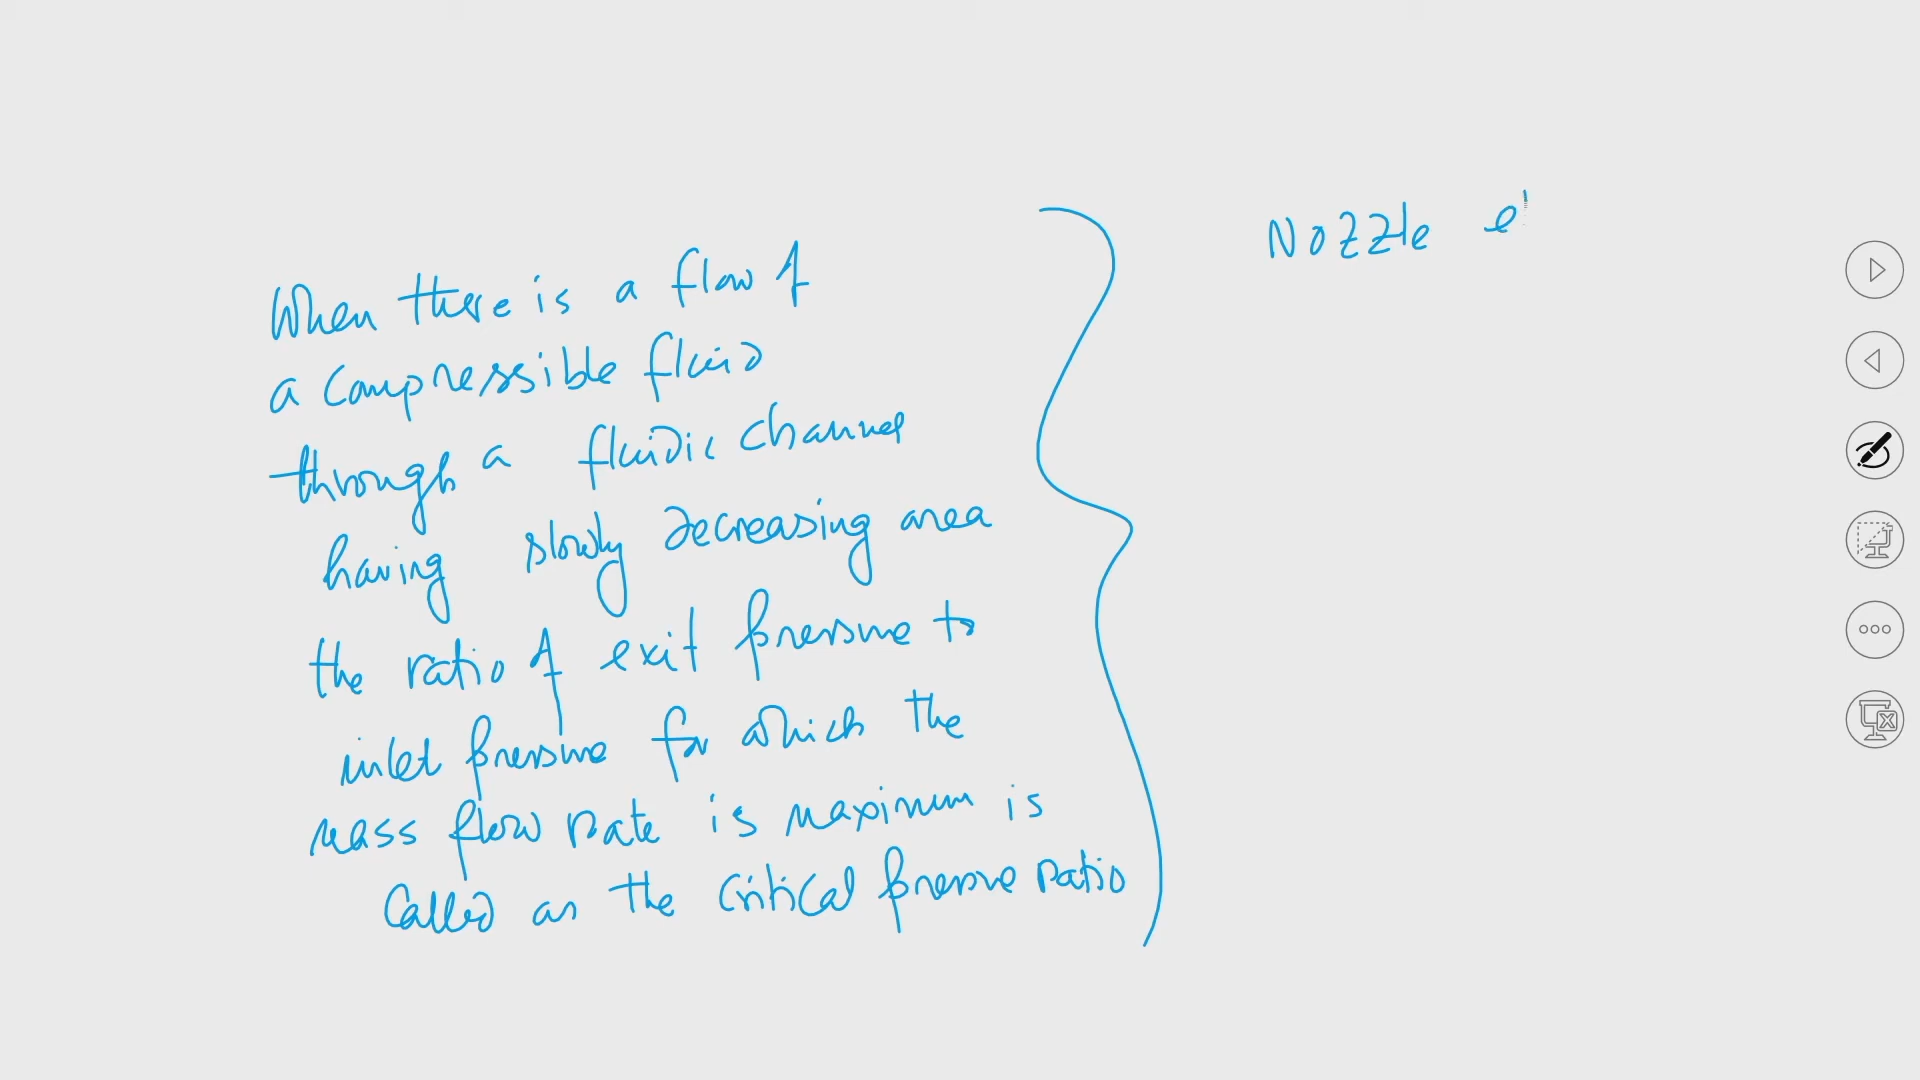 When there is a flow of
a compressible fluid
through a fluidic channel
having slowly decreasing area
the ratio of exit pressure to
inlet pressure for which the
mass flow rate is maximum is
called as the critical pressure ratio
Nozzle